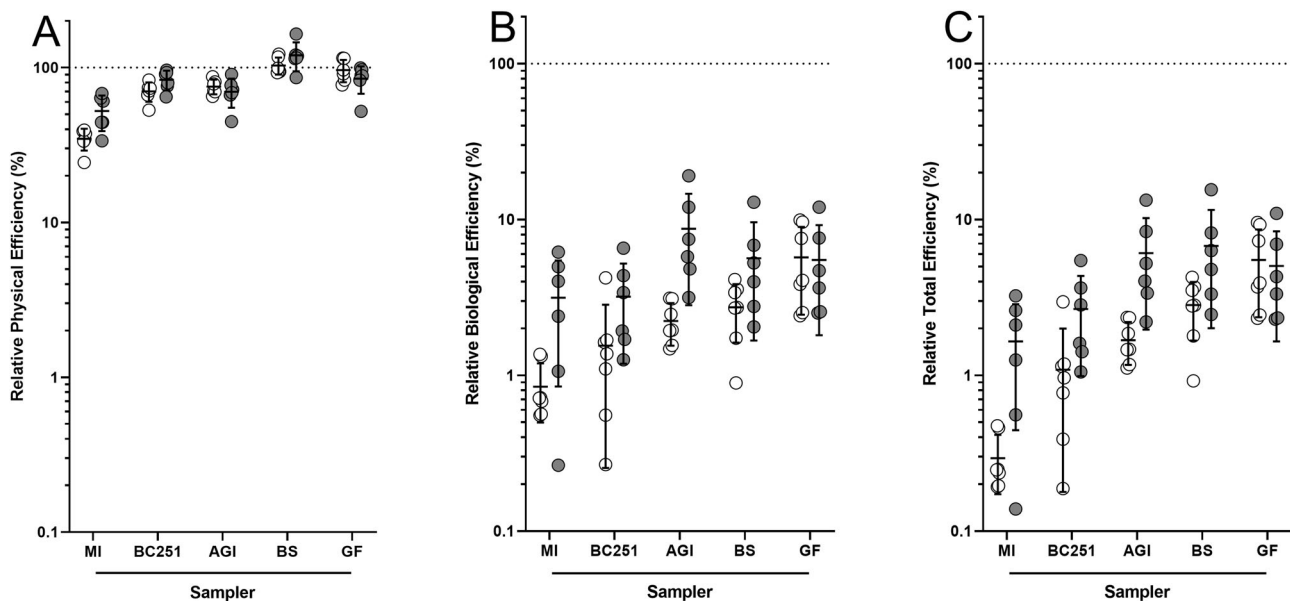 A
Relative Physical Efficiency (%)
100
10
1
0.1
MI BC251 AGI BS GF
Sampler
B
Relative Biological Efficiency (%)
100
10
1
0.1
MI BC251 AGI BS GF
Sampler
C
Relative Total Efficiency (%)
100
10
1
0.1
MI BC251 AGI BS GF
Sampler